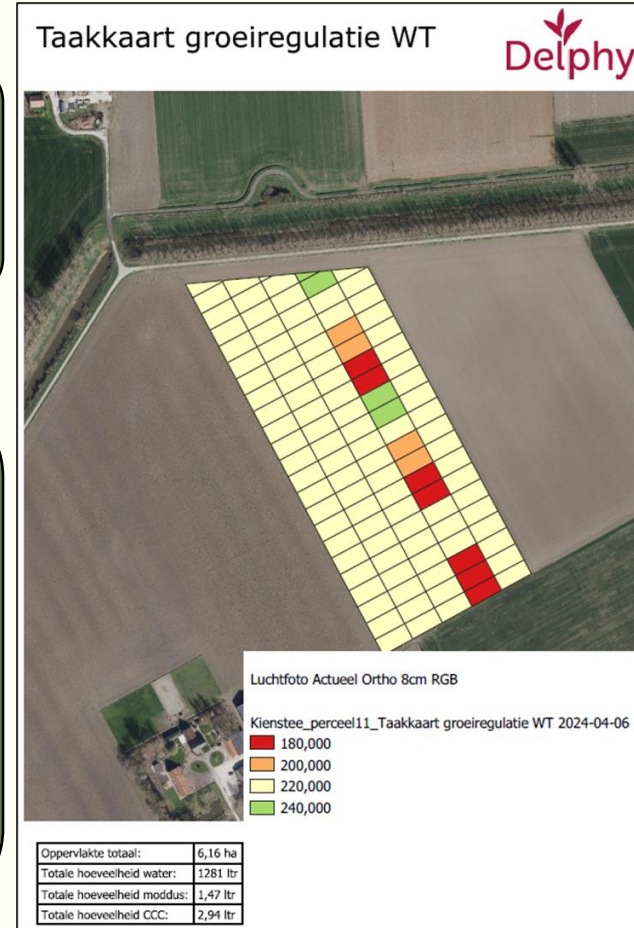 Taakkaart groeiregulatie WT
Delphy
Luchtfoto Actueel Ortho 8cm RGB
Kienstee_perceel11_Taakkaart groeiregulatie WT 2024-04-06
180,000
200,000
220,000
240,000
Oppervlakte totaal: 6,16 ha
Totale hoeveelheid water: 1281 ltr
Totale hoeveelheid moddus: 1,47 ltr
Totale hoeveelheid CCC: 2,94 ltr